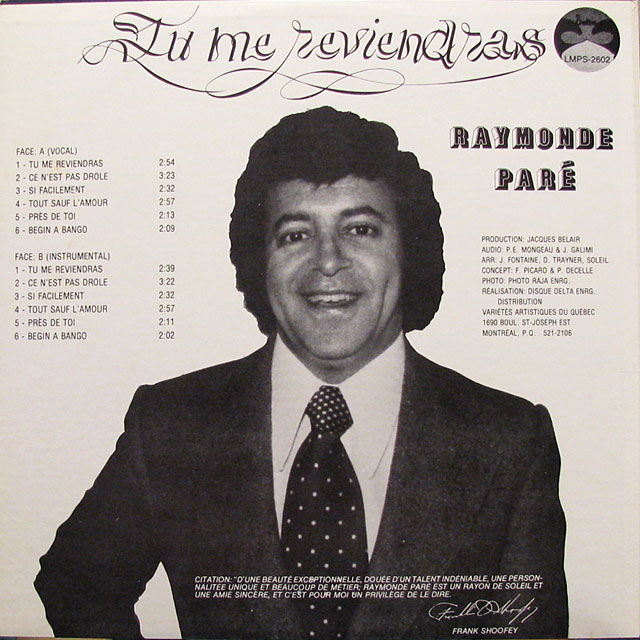 Tu me reviendras
LMPS-2602
RAYMONDE
PARÉ
FACE: A (VOCAL)
1 - TU ME REVIENDRAS 2:54
2 - CE N'EST PAS DROLE 3:23
3 - SI FACILEMENT 2:32
4 - TOUT SAUF L'AMOUR 2:57
5 - PRÈS DE TOI 2:13
6 - BEGIN A BANGO 2:09
FACE: B (INSTRUMENTAL)
1 - TU ME REVIENDRAS 2:39
2 - CE N'EST PAS DROLE 3:22
3 - SI FACILEMENT 2:32
4 - TOUT SAUF L'AMOUR 2:57
5 - PRÈS DE TOI 2:11
6 - BEGIN A BANGO 2:02
PRODUCTION: JACQUES BELAIR
AUDIO: P.E. MONGEAU & J. GALIMI
ARR: J. FONTAINE, D. TRAYNER, SOLEIL
CONCEPT: F. PICARD & P. DECELLE
PHOTO: PHOTO RAJA ENRG.
RÉALISATION: DISQUE DELTA ENRG.
DISTRIBUTION
VARIÉTÉS ARTISTIQUES DU QUÉBEC
1690 BOUL. ST-JOSEPH EST
MONTRÉAL, P.Q. 521-2106
CITATION: "D'UNE BEAUTÉ EXCEPTIONNELLE, DOUÉE D'UN TALENT INDÉNIABLE, UNE PERSON-
NALITÉE UNIQUE ET BEAUCOUP DE METIER; RAYMONDE PARÉ EST UN RAYON DE SOLEIL ET
UNE AMIE SINCÈRE, ET C'EST POUR MOI UN PRIVILÈGE DE LE DIRE.
FRANK SHOOFEY